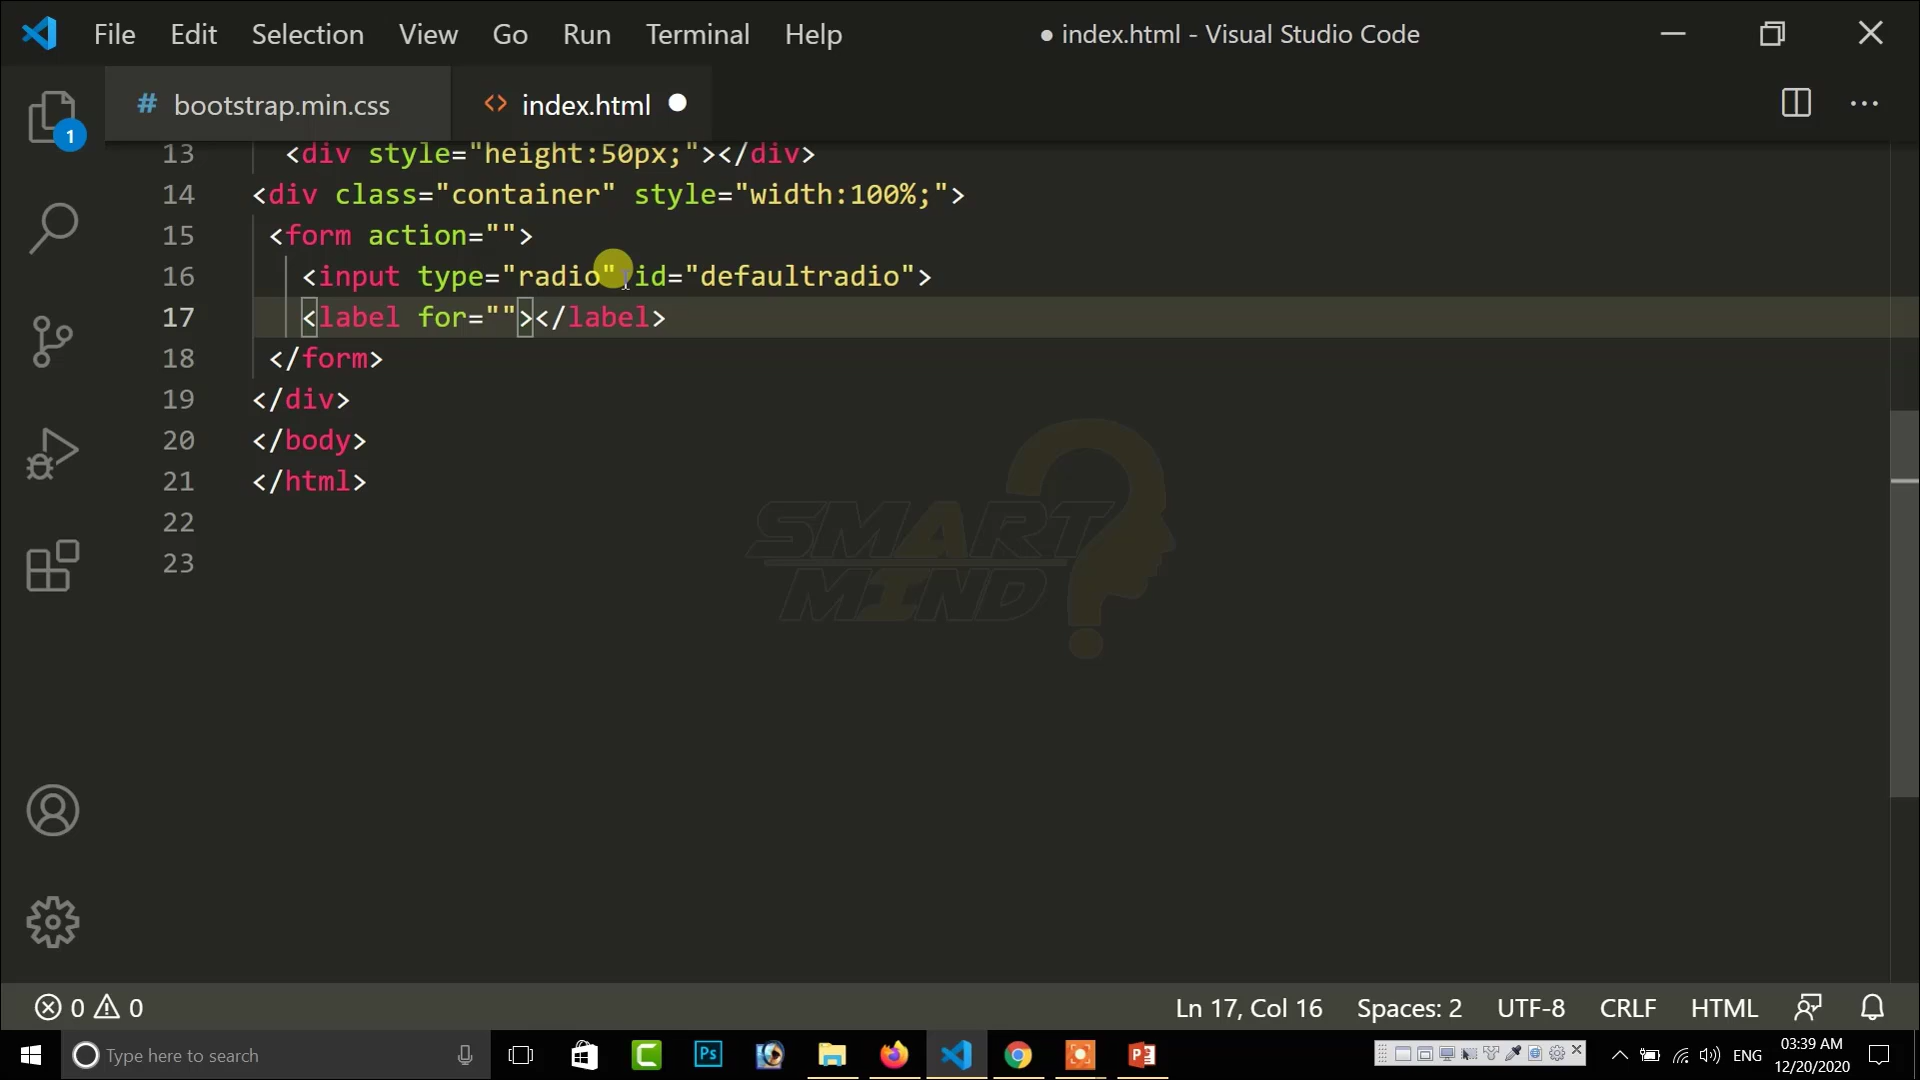 File Edit Selection View Go Run Terminal Help ● index.html - Visual Studio Code
# bootstrap.min.css <> index.html ●
1
13 <div style="height:50px;"></div>
14 <div class="container" style="width:100%;">
15 <form action="">
16 <input type="radio" id="defaultradio">
17 <label for=""></label>
18 </form>
19 </div>
20 </body>
21 </html>
22
23
SMART
MIND
0 0 Ln 17, Col 16 Spaces: 2 UTF-8 CRLF HTML
Type here to search Ps ENG 03:39 AM
12/20/2020